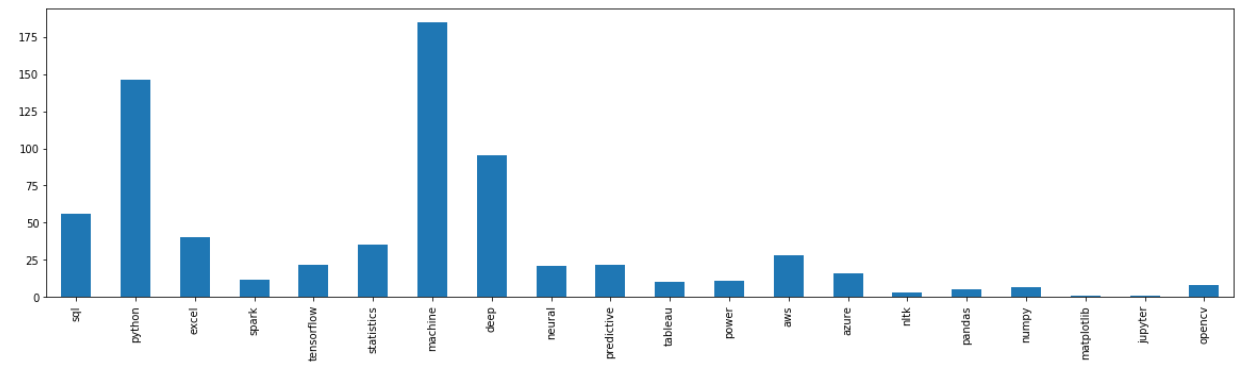 175
150
125
100
75
50
25
0
sql
python
excel
spark
tensorflow
statistics
machine
deep
neural
predictive
tableau
power
aws
azure
nltk
pandas
numpy
matplotlib
jupyter
opencv